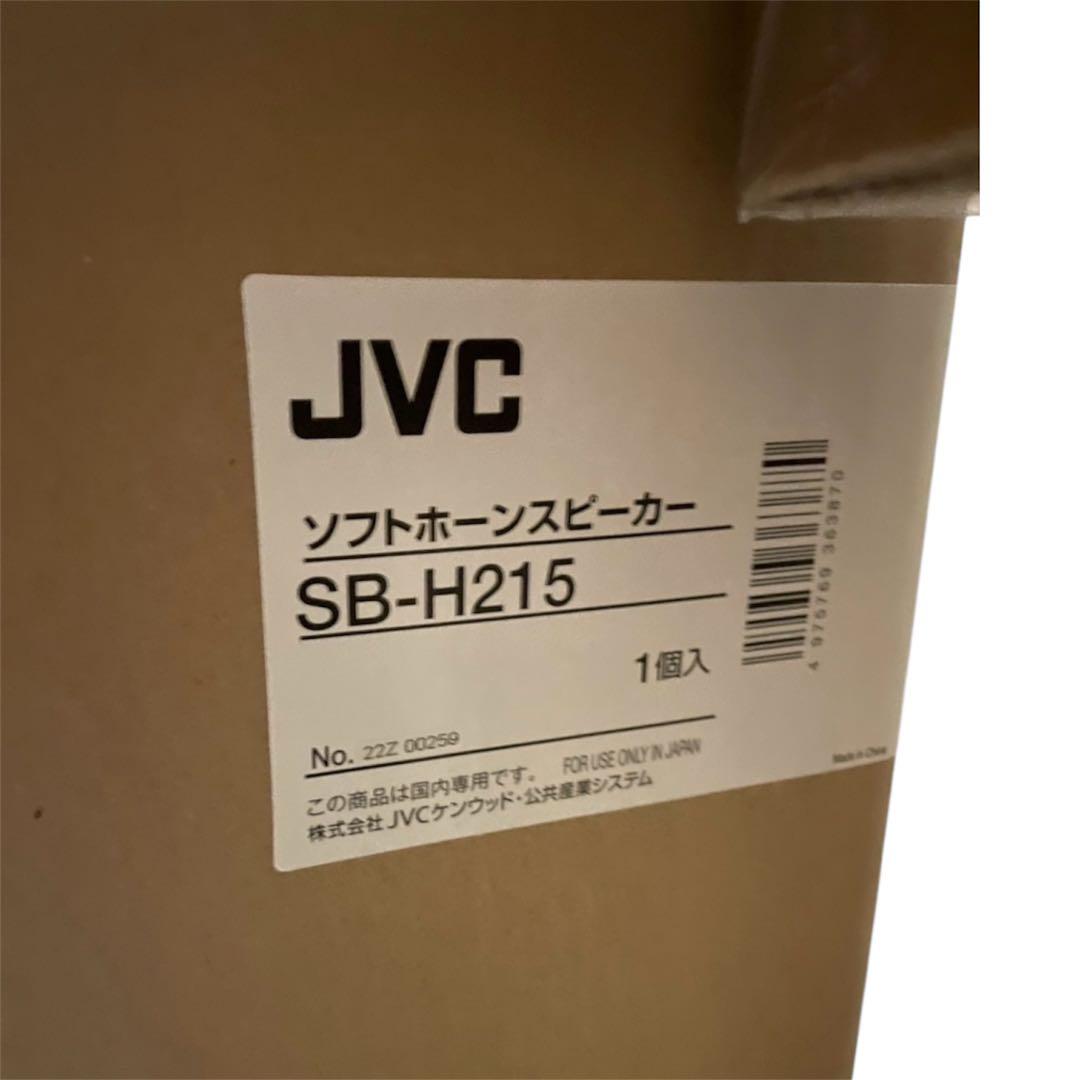 JVC
ソフトホーンスピーカー
SB-H215
1個入
4 975769 363870
No. 22Z 00259
この商品は国内専用です。 FOR USE ONLY IN JAPAN
株式会社 JVCケンウッド・公共産業システム
Made in China